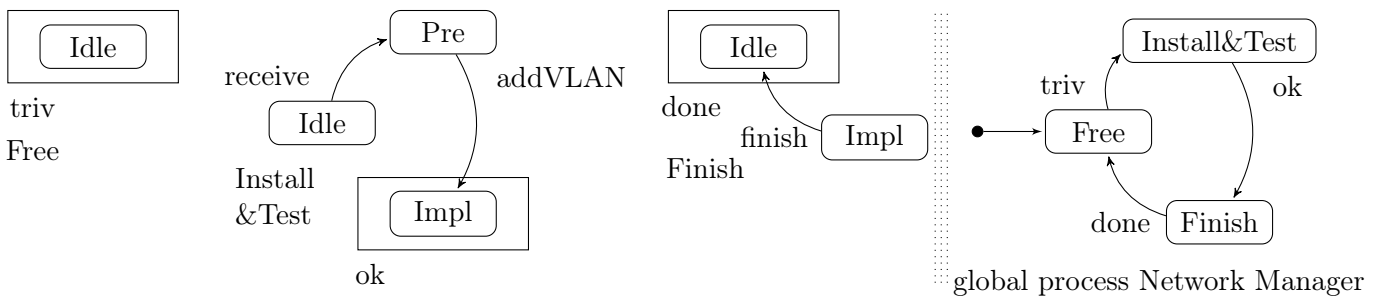 Idle
triv
Free
Pre
receive
addVLAN
Idle
Install
&Test
Impl
ok
Idle
done
finish
Impl
Finish
Install&Test
triv
ok
Free
done
Finish
global process Network Manager